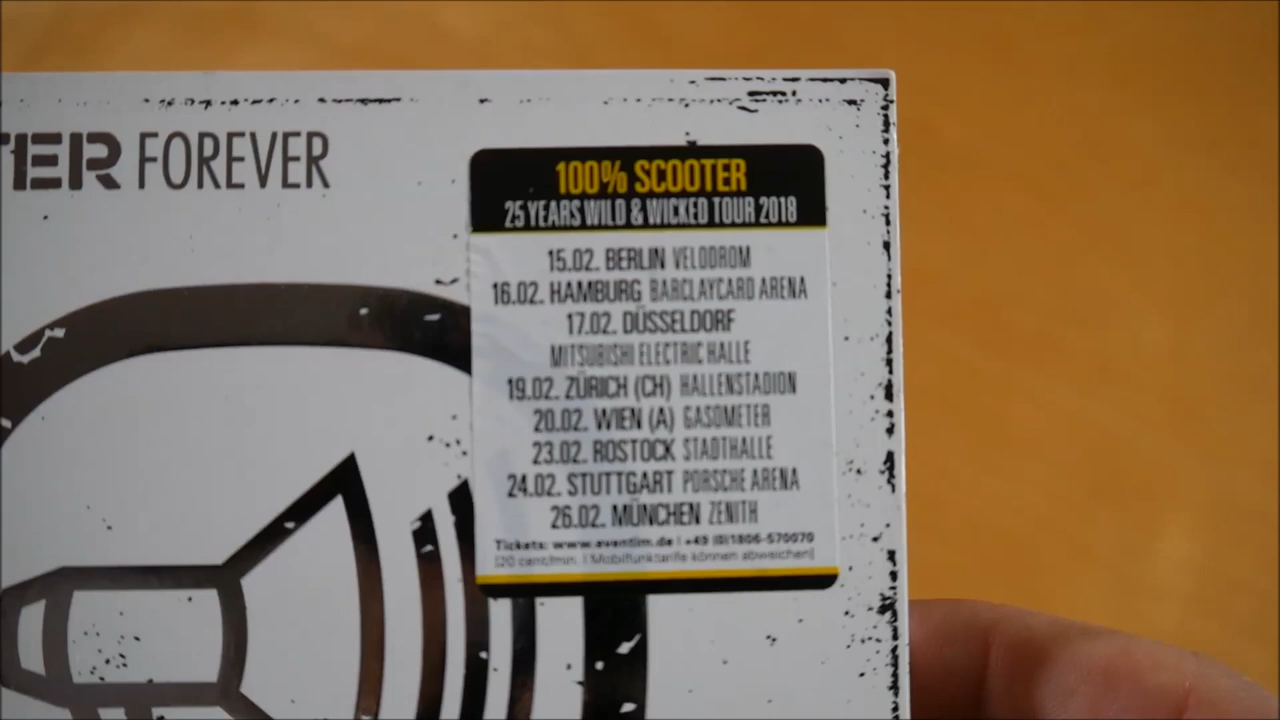 TER FOREVER
100% SCOOTER
25 YEARS WILD & WICKED TOUR 2018
15.02. BERLIN VELODROM
16.02. HAMBURG BARCLAYCARD ARENA
17.02. DÜSSELDORF
MITSUBISHI ELECTRIC HALLE
19.02. ZÜRICH (CH) HALLENSTADION
20.02. WIEN (A) GASOMETER
23.02. ROSTOCK STADTHALLE
24.02. STUTTGART PORSCHE ARENA
26.02. MÜNCHEN ZENITH
Tickets: www.eventim.de | +49 (0)1806-570070
(20 cent/min. | Mobilfunktarife können abweichen)